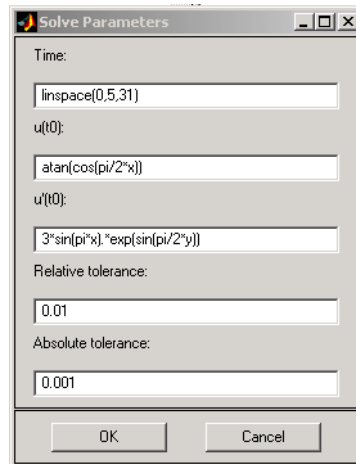 Solve Parameters
Time:
linspace(0,5,31)
u(t0):
atan(cos(pi/2*x))
u'(t0):
3*sin(pi*x).*exp(sin(pi/2*y))
Relative tolerance:
0.01
Absolute tolerance:
0.001
OK
Cancel